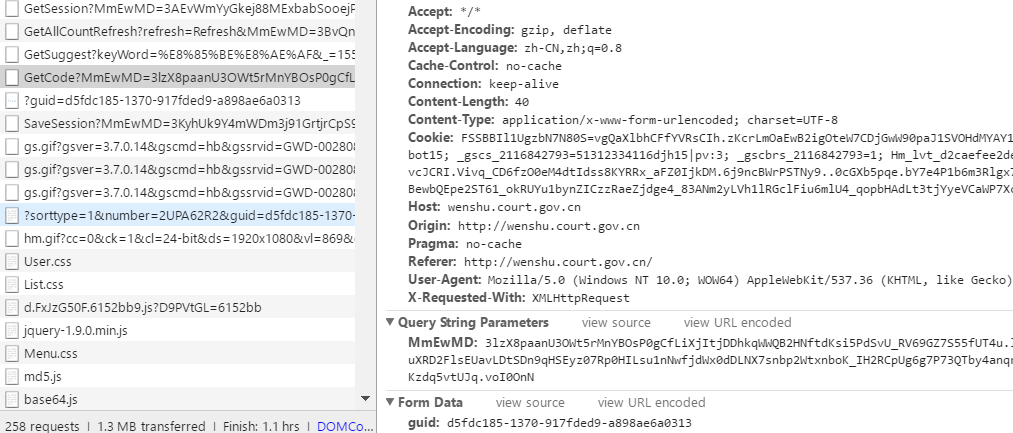 GetSession?MmEwMD=3AEvWmYyGkej88MExbabSooejF
GetAllCountRefresh?refresh=Refresh&MmEwMD=3BvQn
GetSuggest?keyWord=%E8%85%BE%E8%AE%AF&_=155
GetCode?MmEwMD=3lzX8paanU3OWt5rMnYBOsP0gCfL
?guid=d5fdc185-1370-917fded9-a898ae6a0313
SaveSession?MmEwMD=3KyhUk9Y4mWDm3j91GrtjrCpS9
gs.gif?gsver=3.7.0.14&gscmd=hb&gssrvid=GWD-002808
gs.gif?gsver=3.7.0.14&gscmd=hb&gssrvid=GWD-002808
gs.gif?gsver=3.7.0.14&gscmd=hb&gssrvid=GWD-002808
?sorttype=1&number=2UPA62R2&guid=d5fdc185-1370-
hm.gif?cc=0&ck=1&cl=24-bit&ds=1920x1080&vl=869&
User.css
List.css
d.FxJzG50F.6152bb9.js?D9PVtGL=6152bb
jquery-1.9.0.min.js
Menu.css
md5.js
base64.js
258 requests | 1.3 MB transferred | Finish: 1.1 hrs | DOMCo...
Accept: */*
Accept-Encoding: gzip, deflate
Accept-Language: zh-CN,zh;q=0.8
Cache-Control: no-cache
Connection: keep-alive
Content-Length: 40
Content-Type: application/x-www-form-urlencoded; charset=UTF-8
Cookie: FSSBBIl1UgzbN7N80S=vgQaXlbhCFfYVRsCIh.zKcrLmOaEwB2igOteW7CDjGwW90paJ1SVOHdMYAY1
bot15; _gscs_2116842793=51312334116djh15|pv:3; _gscbrs_2116842793=1; Hm_lvt_d2caefee2de
vcJCRI.Vivq_CD6fzO0eM4dtIdss8KYRRx_aFZ0IjkDM.6j9ncBWrPSTNy9..0cGXb5pqe.bY7e4P1b6m3Rlgx7
BewbQEpe2ST61_okRUYu1bynZICzzRaeZjdge4_83ANm2yLVh1lRGclFiu6mlU4_qopbHAdLt3tjYyeVCaWP7Xo
Host: wenshu.court.gov.cn
Origin: http://wenshu.court.gov.cn
Pragma: no-cache
Referer: http://wenshu.court.gov.cn/
User-Agent: Mozilla/5.0 (Windows NT 10.0; WOW64) AppleWebKit/537.36 (KHTML, like Gecko)
X-Requested-With: XMLHttpRequest
Query String Parameters view source view URL encoded
MmEwMD: 3lzX8paanU3OWt5rMnYBOsP0gCfLiXjItjDDhkqWWQB2HNftdKsi5PdSvU_RV69GZ7S55fUT4u.l
uXRD2FlsEUavLDtSDn9qHSEyz07Rp0HILsu1nNwfjdWx0dDLNX7snbp2WtxnboK_IH2RCpUg6g7P73QTby4anqr
Kzdq5vtUJq.voI0OnN
Form Data view source view URL encoded
guid: d5fdc185-1370-917fded9-a898ae6a0313